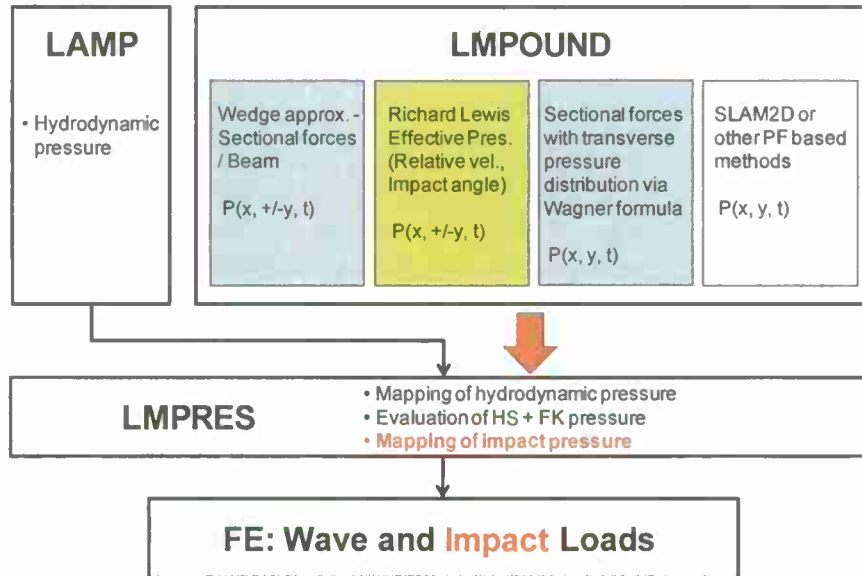 LAMP
• Hydrodynamic
pressure
LMPOUND
Wedge approx. -
Sectional forces
/ Beam
P(x, +/-y, t)
Richard Lewis
Effective Pres.
(Relative vel.,
Impact angle)
P(x, +/-y, t)
Sectional forces
with transverse
pressure
distribution via
Wagner formula
P(x, y, t)
SLAM2D or
other PF based
methods
P(x, y, t)
LMPRES
• Mapping of hydrodynamic pressure
• Evaluation of HS + FK pressure
• Mapping of impact pressure
FE: Wave and Impact Loads